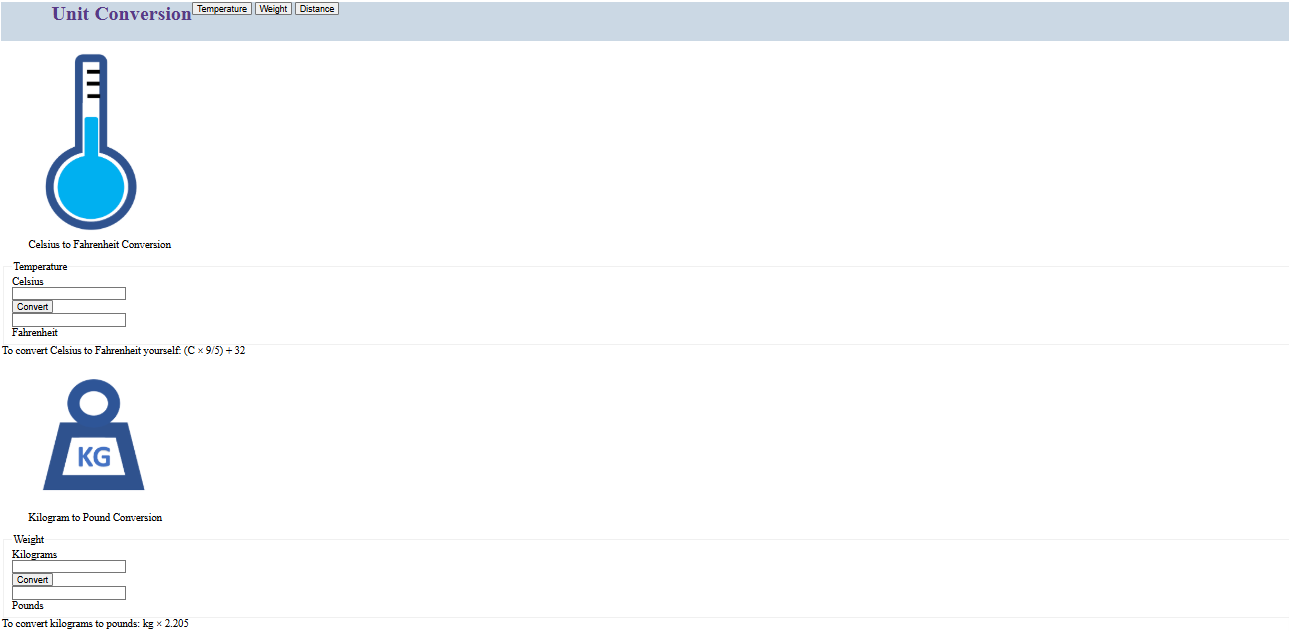 Unit Conversion Temperature Weight Distance
Celsius to Fahrenheit Conversion
Temperature
Celsius
Convert
Fahrenheit
To convert Celsius to Fahrenheit yourself: (C × 9/5) + 32
KG
Kilogram to Pound Conversion
Weight
Kilograms
Convert
Pounds
To convert kilograms to pounds: kg × 2.205